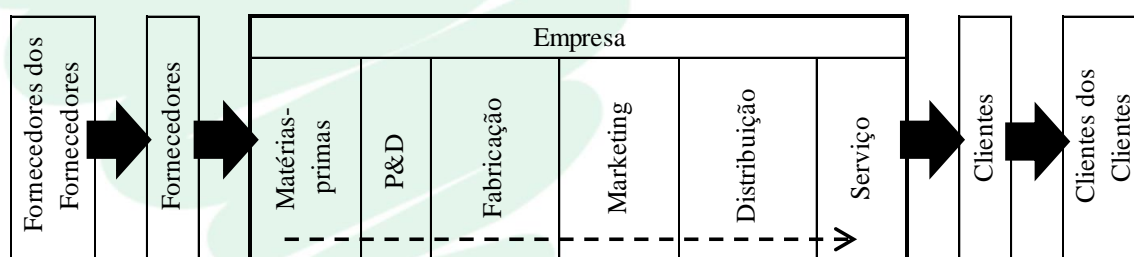 Fornecedores dos
Fornecedores
Fornecedores
Empresa
Matérias-
primas
P&D
Fabricação
Marketing
Distribuição
Serviço
Clientes
Clientes dos
Clientes